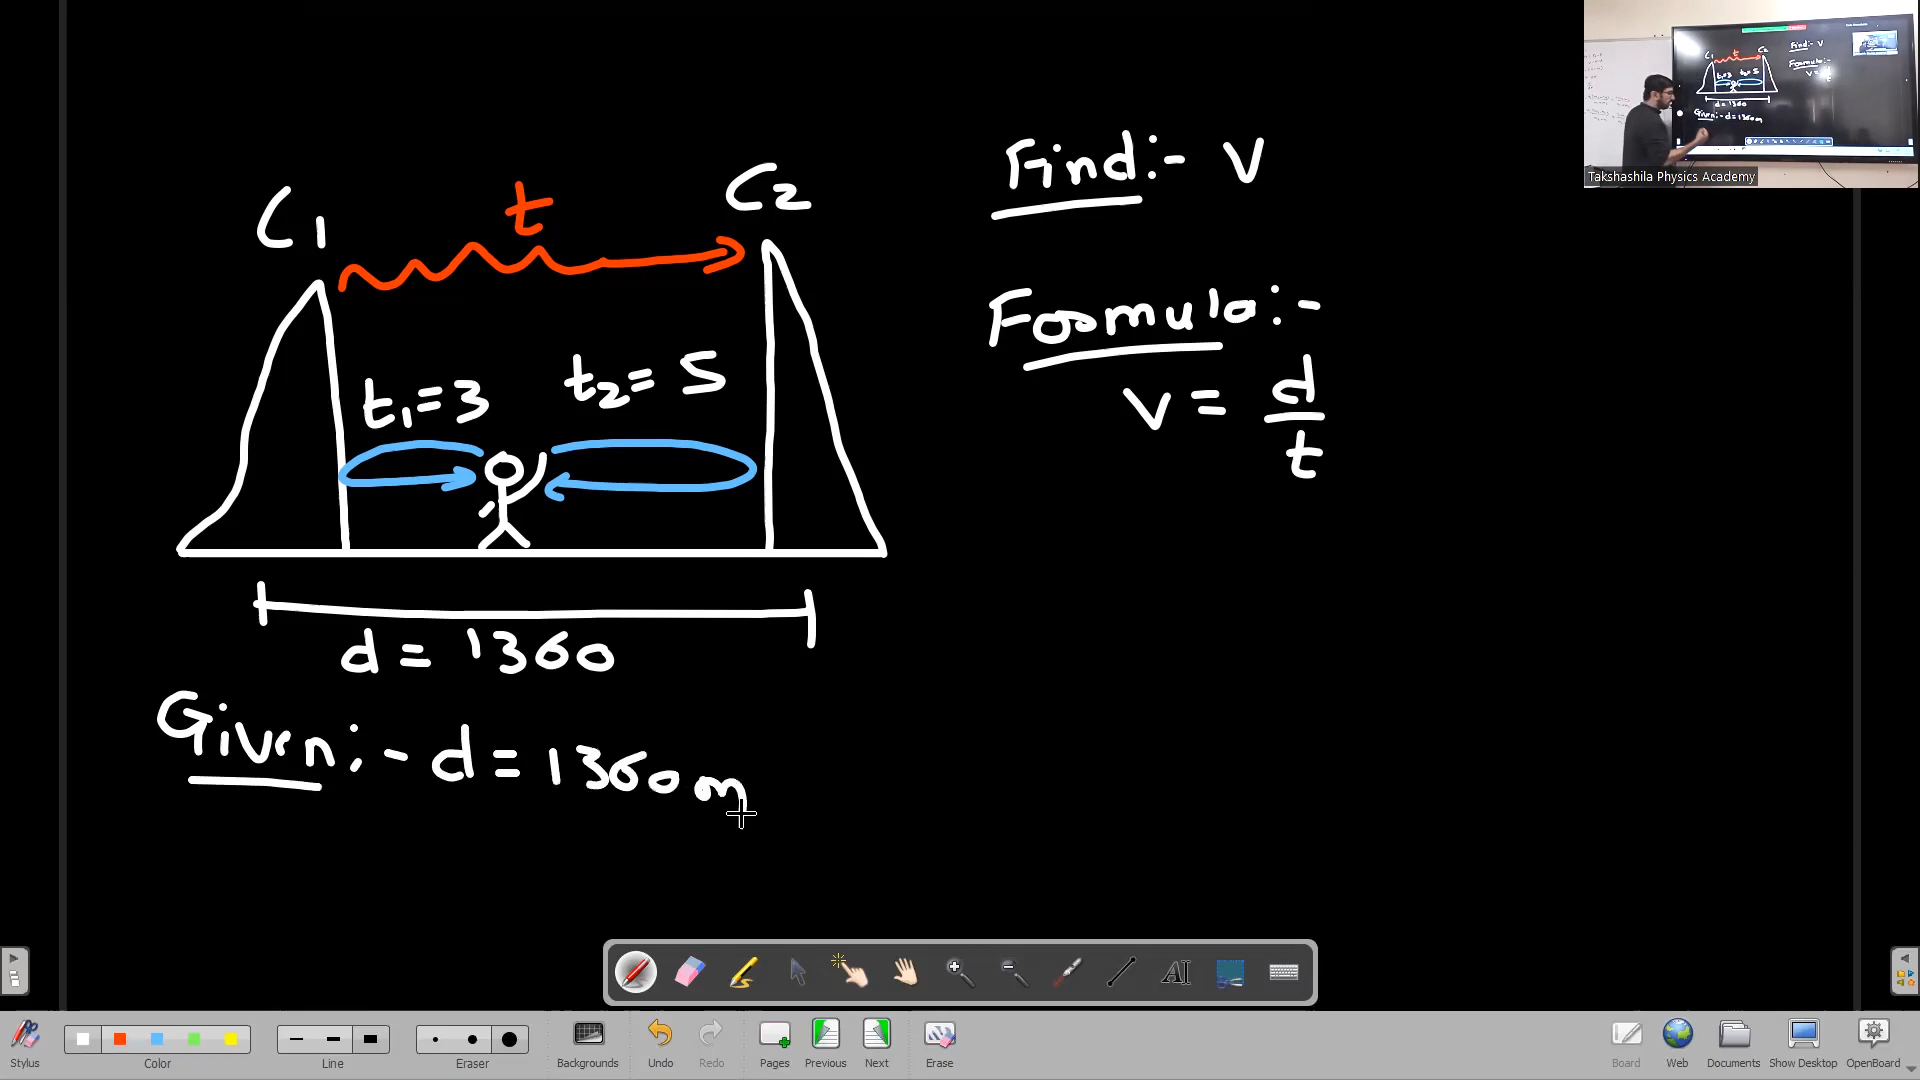 C1
t
C2
t1=3
t2= 5
d = 1360
Given:- d = 1360 m
Find:- V
Formula:-
v = d/t
Takshashila Physics Academy
Stylus
Color
Line
Eraser
Backgrounds
Undo
Redo
Pages
Previous
Next
Erase
Board
Web
Documents
Show Desktop
OpenBoard